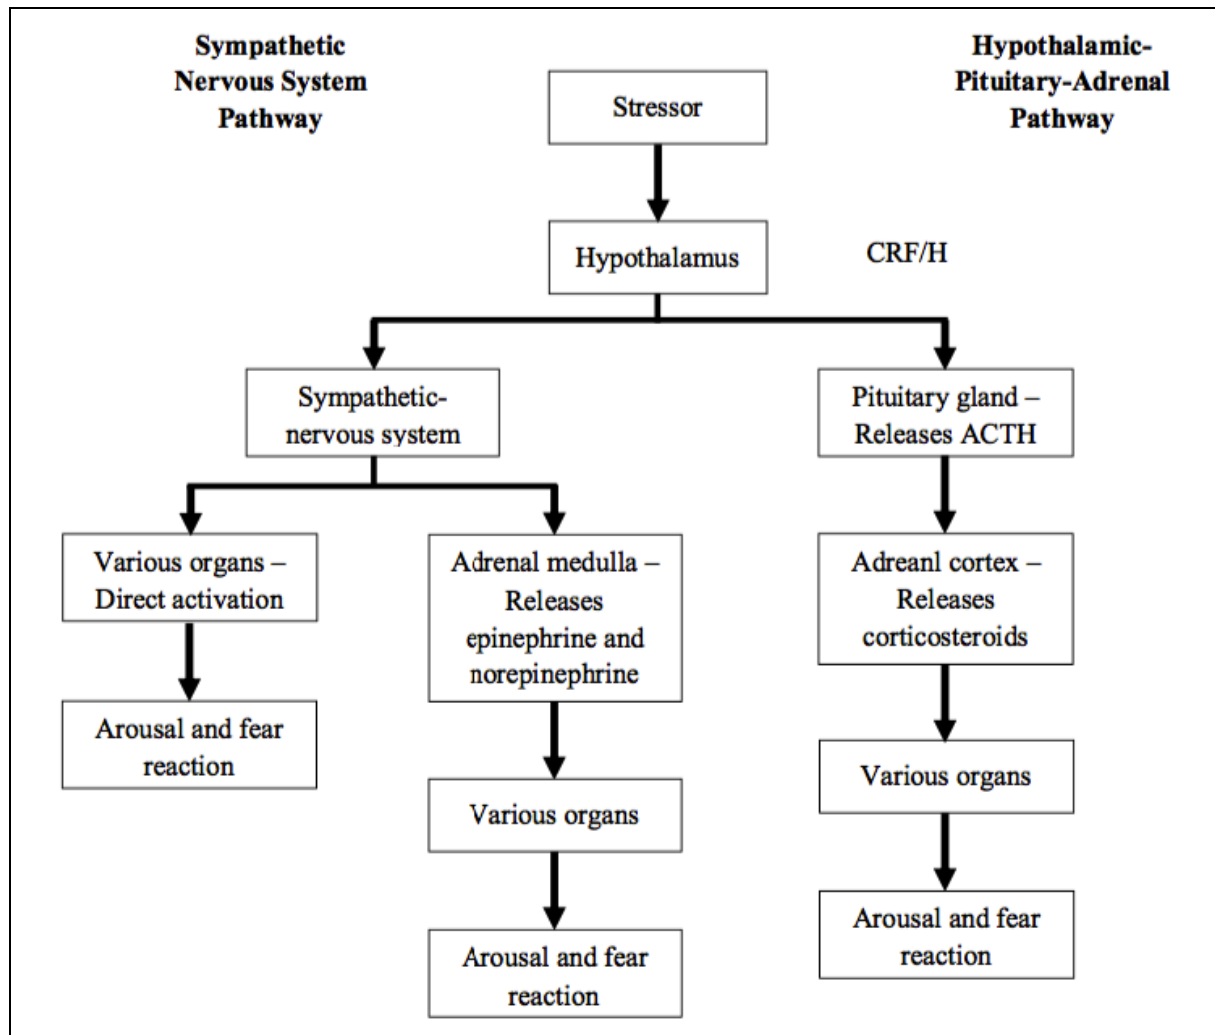 Sympathetic
Nervous System
Pathway
Hypothalamic-
Pituitary-Adrenal
Pathway
Stressor
Hypothalamus
CRF/H
Sympathetic-
nervous system
Pituitary gland –
Releases ACTH
Various organs –
Direct activation
Adrenal medulla –
Releases
epinephrine and
norepinephrine
Adreanl cortex –
Releases
corticosteroids
Arousal and fear
reaction
Various organs
Various organs
Arousal and fear
reaction
Arousal and fear
reaction